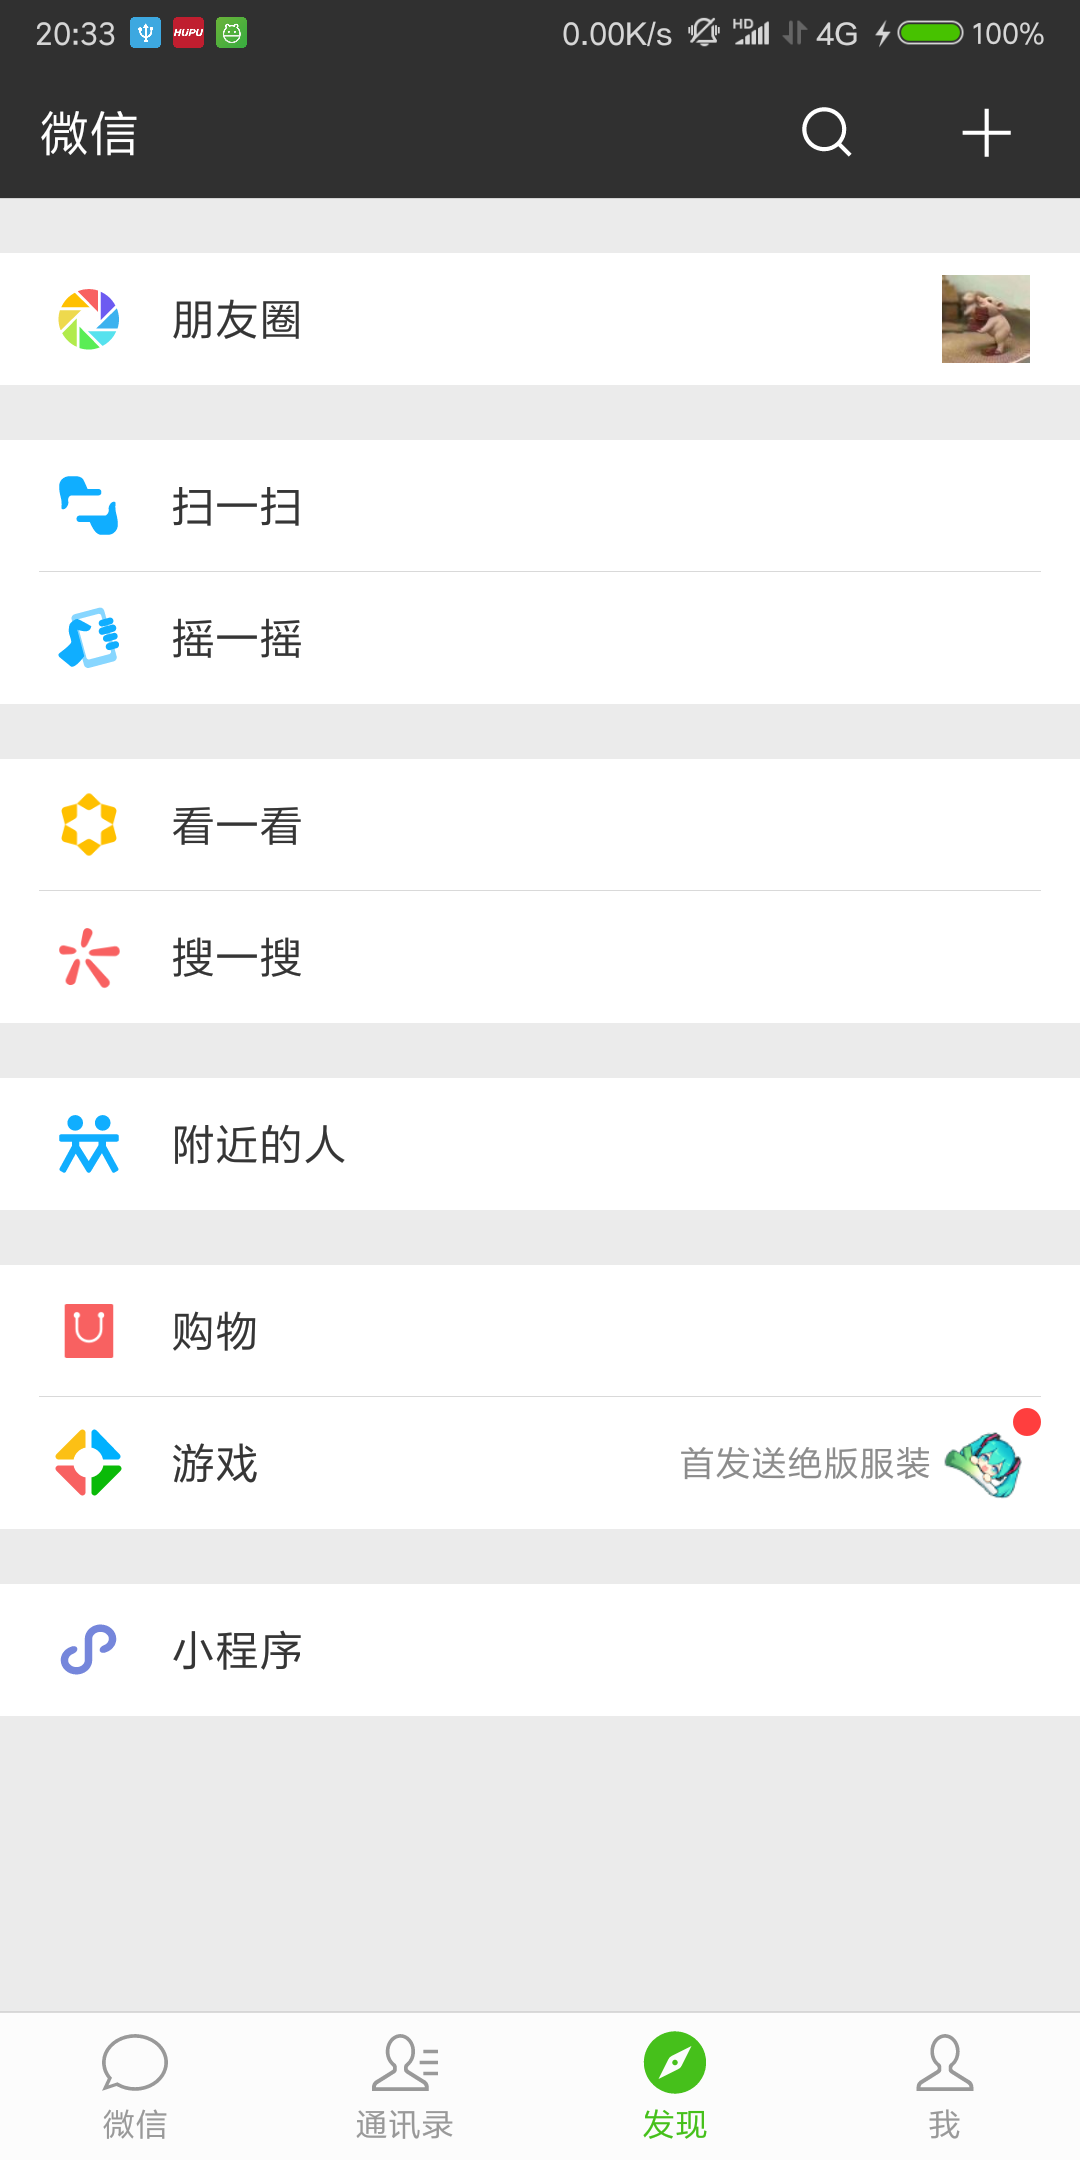 20:33 HUPU 0.00K/s HD 4G 100%
微信
朋友圈
扫一扫
摇一摇
看一看
搜一搜
附近的人
购物
游戏 首发送绝版服装
小程序
微信 通讯录 发现 我